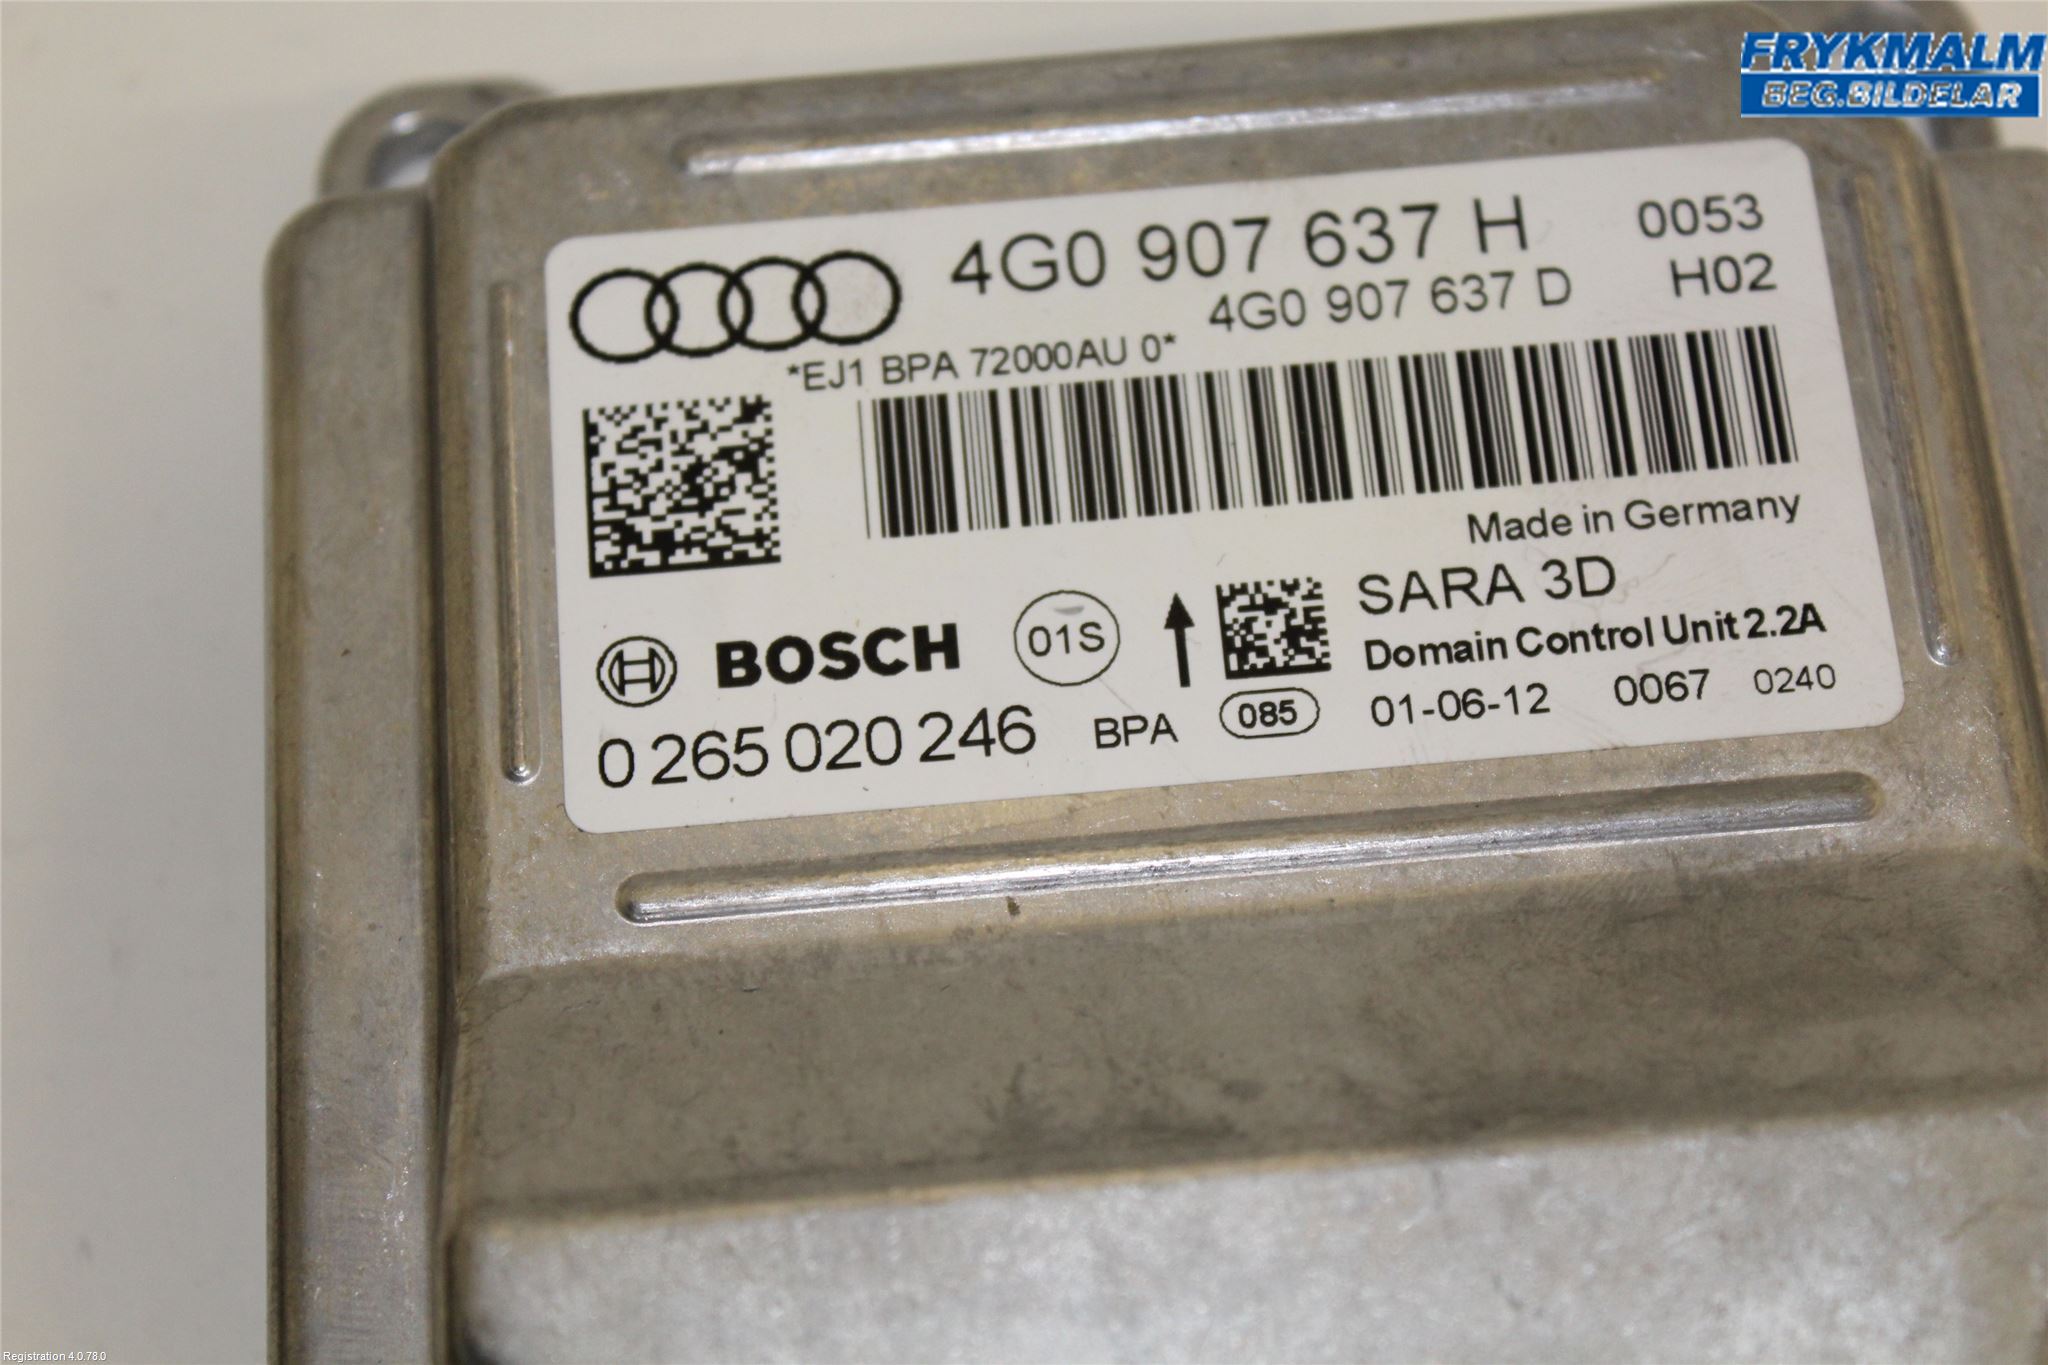 FRYKMALM
BEG.BILDELAR
4G0 907 637 H 0053
4G0 907 637 D H02
*EJ1 BPA 72000AU 0*
Made in Germany
SARA 3D
Domain Control Unit 2.2A
BOSCH 01S
0 265 020 246 BPA 085 01-06-12 0067 0240
Registration 4.0.78.0